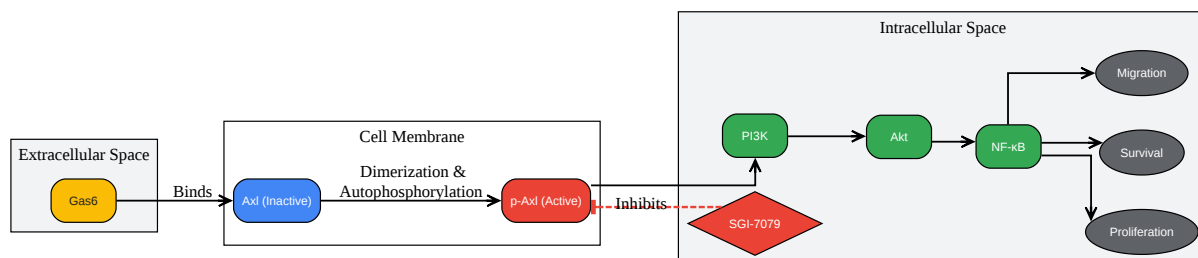 Extracellular Space
Gas6
Binds
Cell Membrane
Axl (Inactive)
Dimerization &
Autophosphorylation
p-Axl (Active)
Inhibits
Intracellular Space
PI3K
Akt
NF-κB
SGI-7079
Migration
Survival
Proliferation